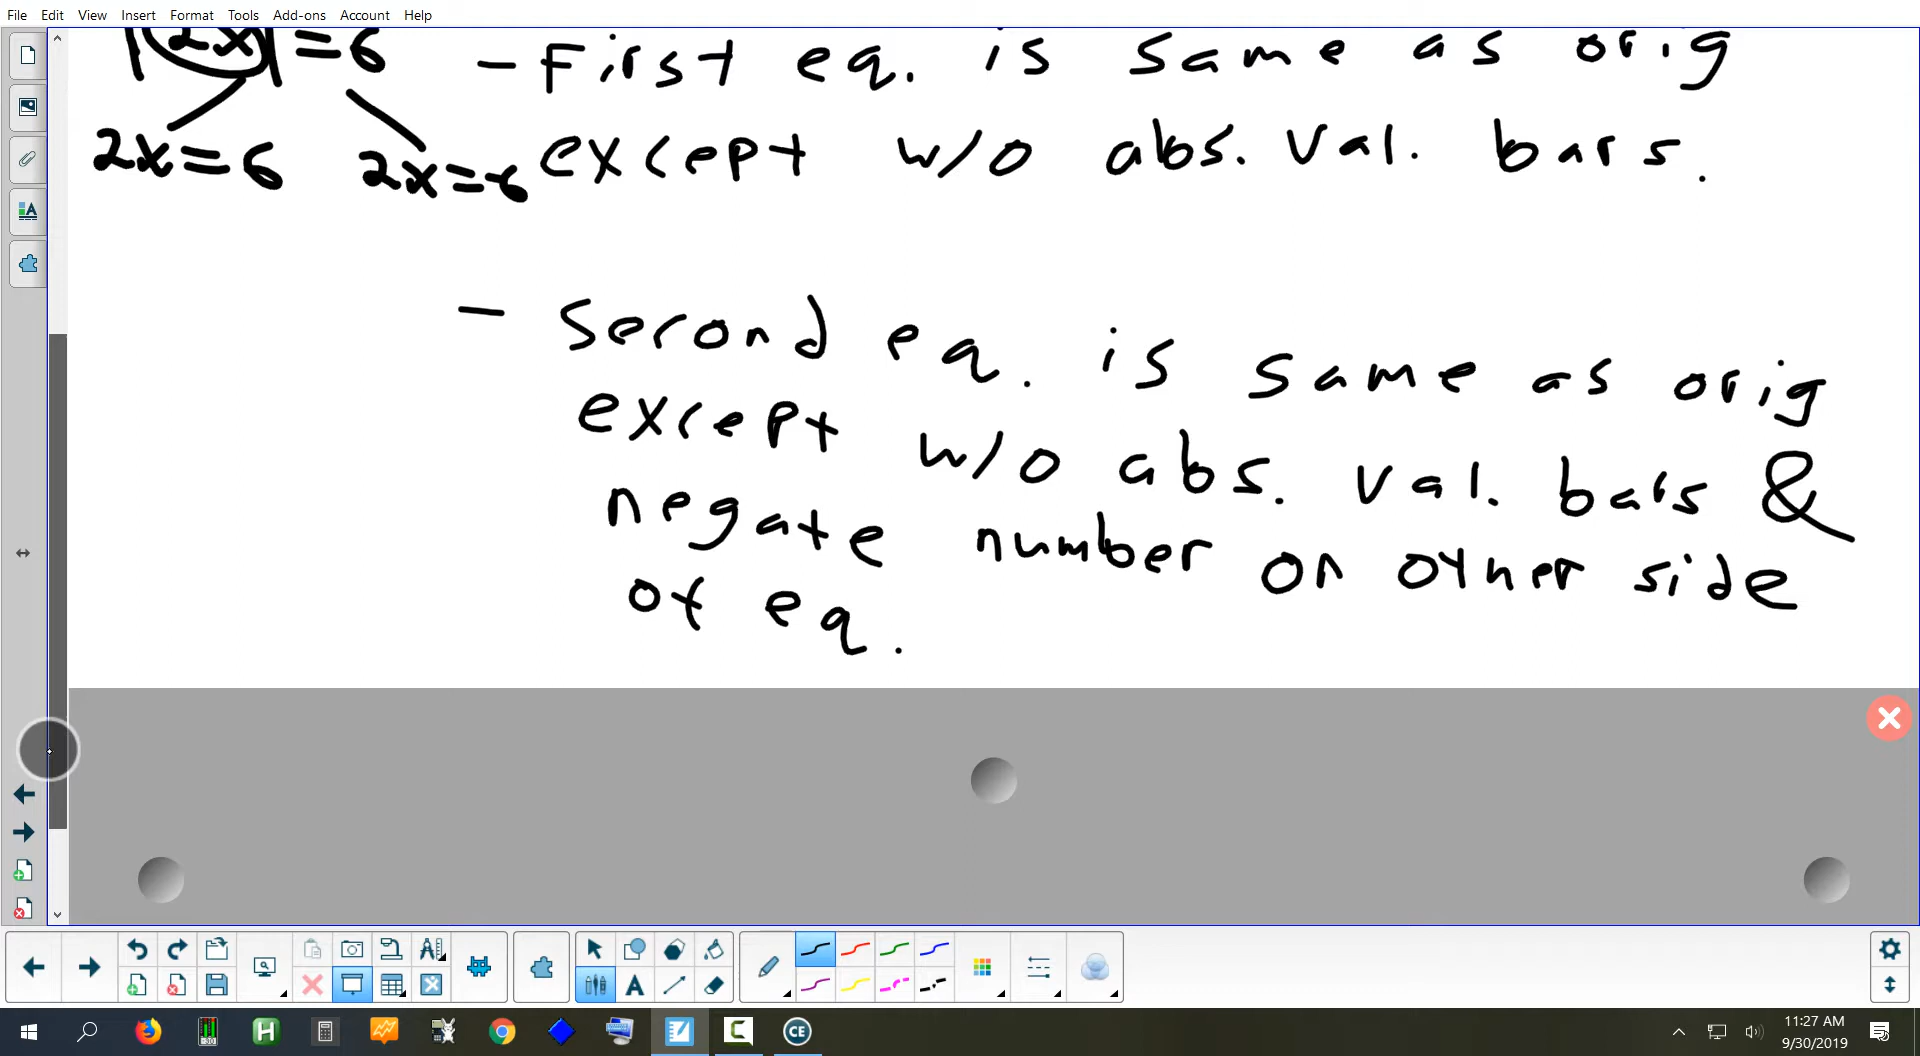 File Edit View Insert Format Tools Add-ons Account Help
|2x| = 6 - First eq. is same as orig
2x = 6 2x = -6 except w/o abs. val. bars.
- Second eq. is same as orig
except w/o abs. val. bars &
negate number on other side
of eq.
A
A
H
CE
11:27 AM
9/30/2019